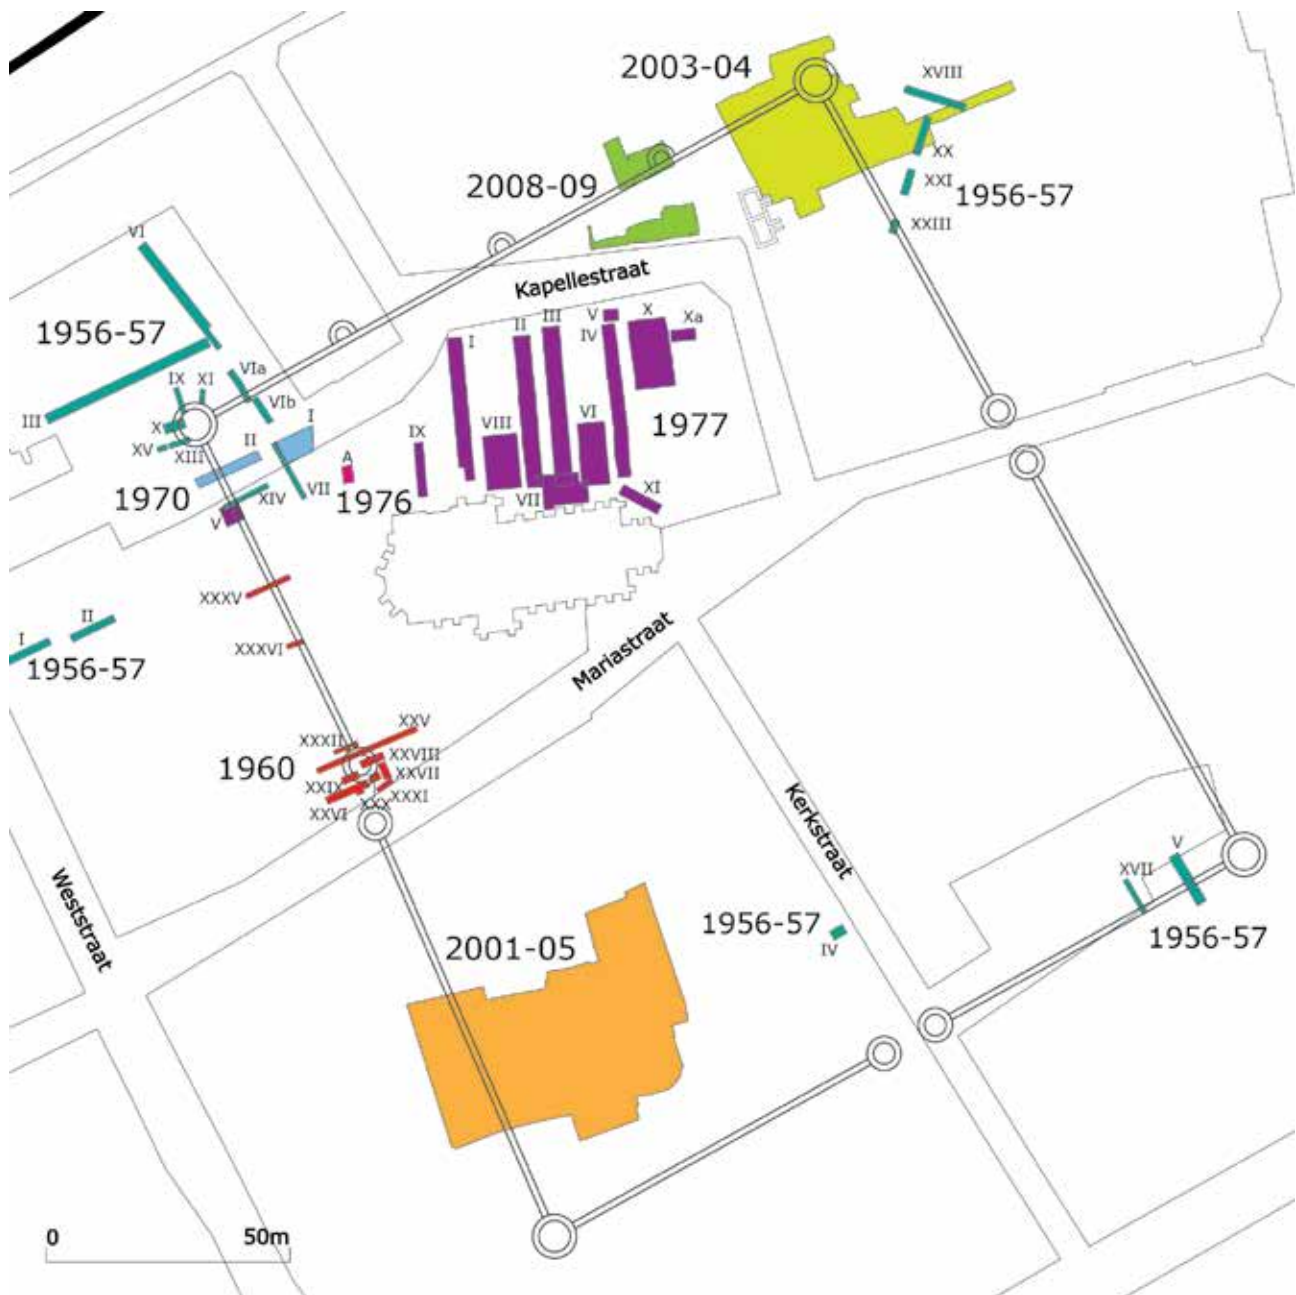 2003-04
XVIII
XX
XXI
1956-57
XXIII
2008-09
Kapellestraat
VI
1956-57
III
IX
XI
X
XV
XIII
VIa
VIb
I
II
1970
XIV
VII
V
A
1976
I
II
III
V
IV
X
Xa
IX
VIII
VI
VII
XI
1977
XXXV
XXXVI
I
II
1956-57
Mariastraat
XXXII
XXV
1960
XXVIII
XXVII
XXIX
XXXI
XXX
XXVI
Kerkstraat
Weststraat
2001-05
1956-57
IV
XVII
V
1956-57
0 50m